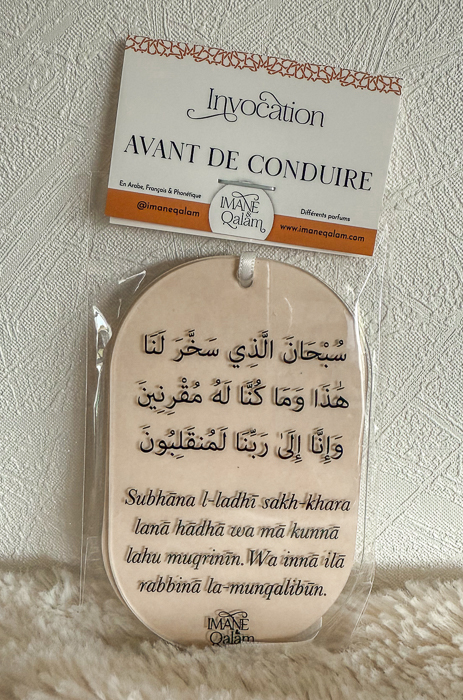 Invocation
AVANT DE CONDUIRE
En Arabe, Français & Phonétique
@imaneqalam
IMANE
& Qalam
Différents parfums
www.imaneqalam.com
سُبْحَانَ الَّذِي سَخَّرَ لَنَا
هَٰذَا وَمَا كُنَّا لَهُ مُقْرِنِينَ
وَإِنَّا إِلَىٰ رَبِّنَا لَمُنقَلِبُونَ
Subhāna l-ladhī sakh-khara
lanā hādhā wa mā kunnā
lahu muqrinīn. Wa innā ilā
rabbinā la-munqalibūn.
IMANE
& Qalam